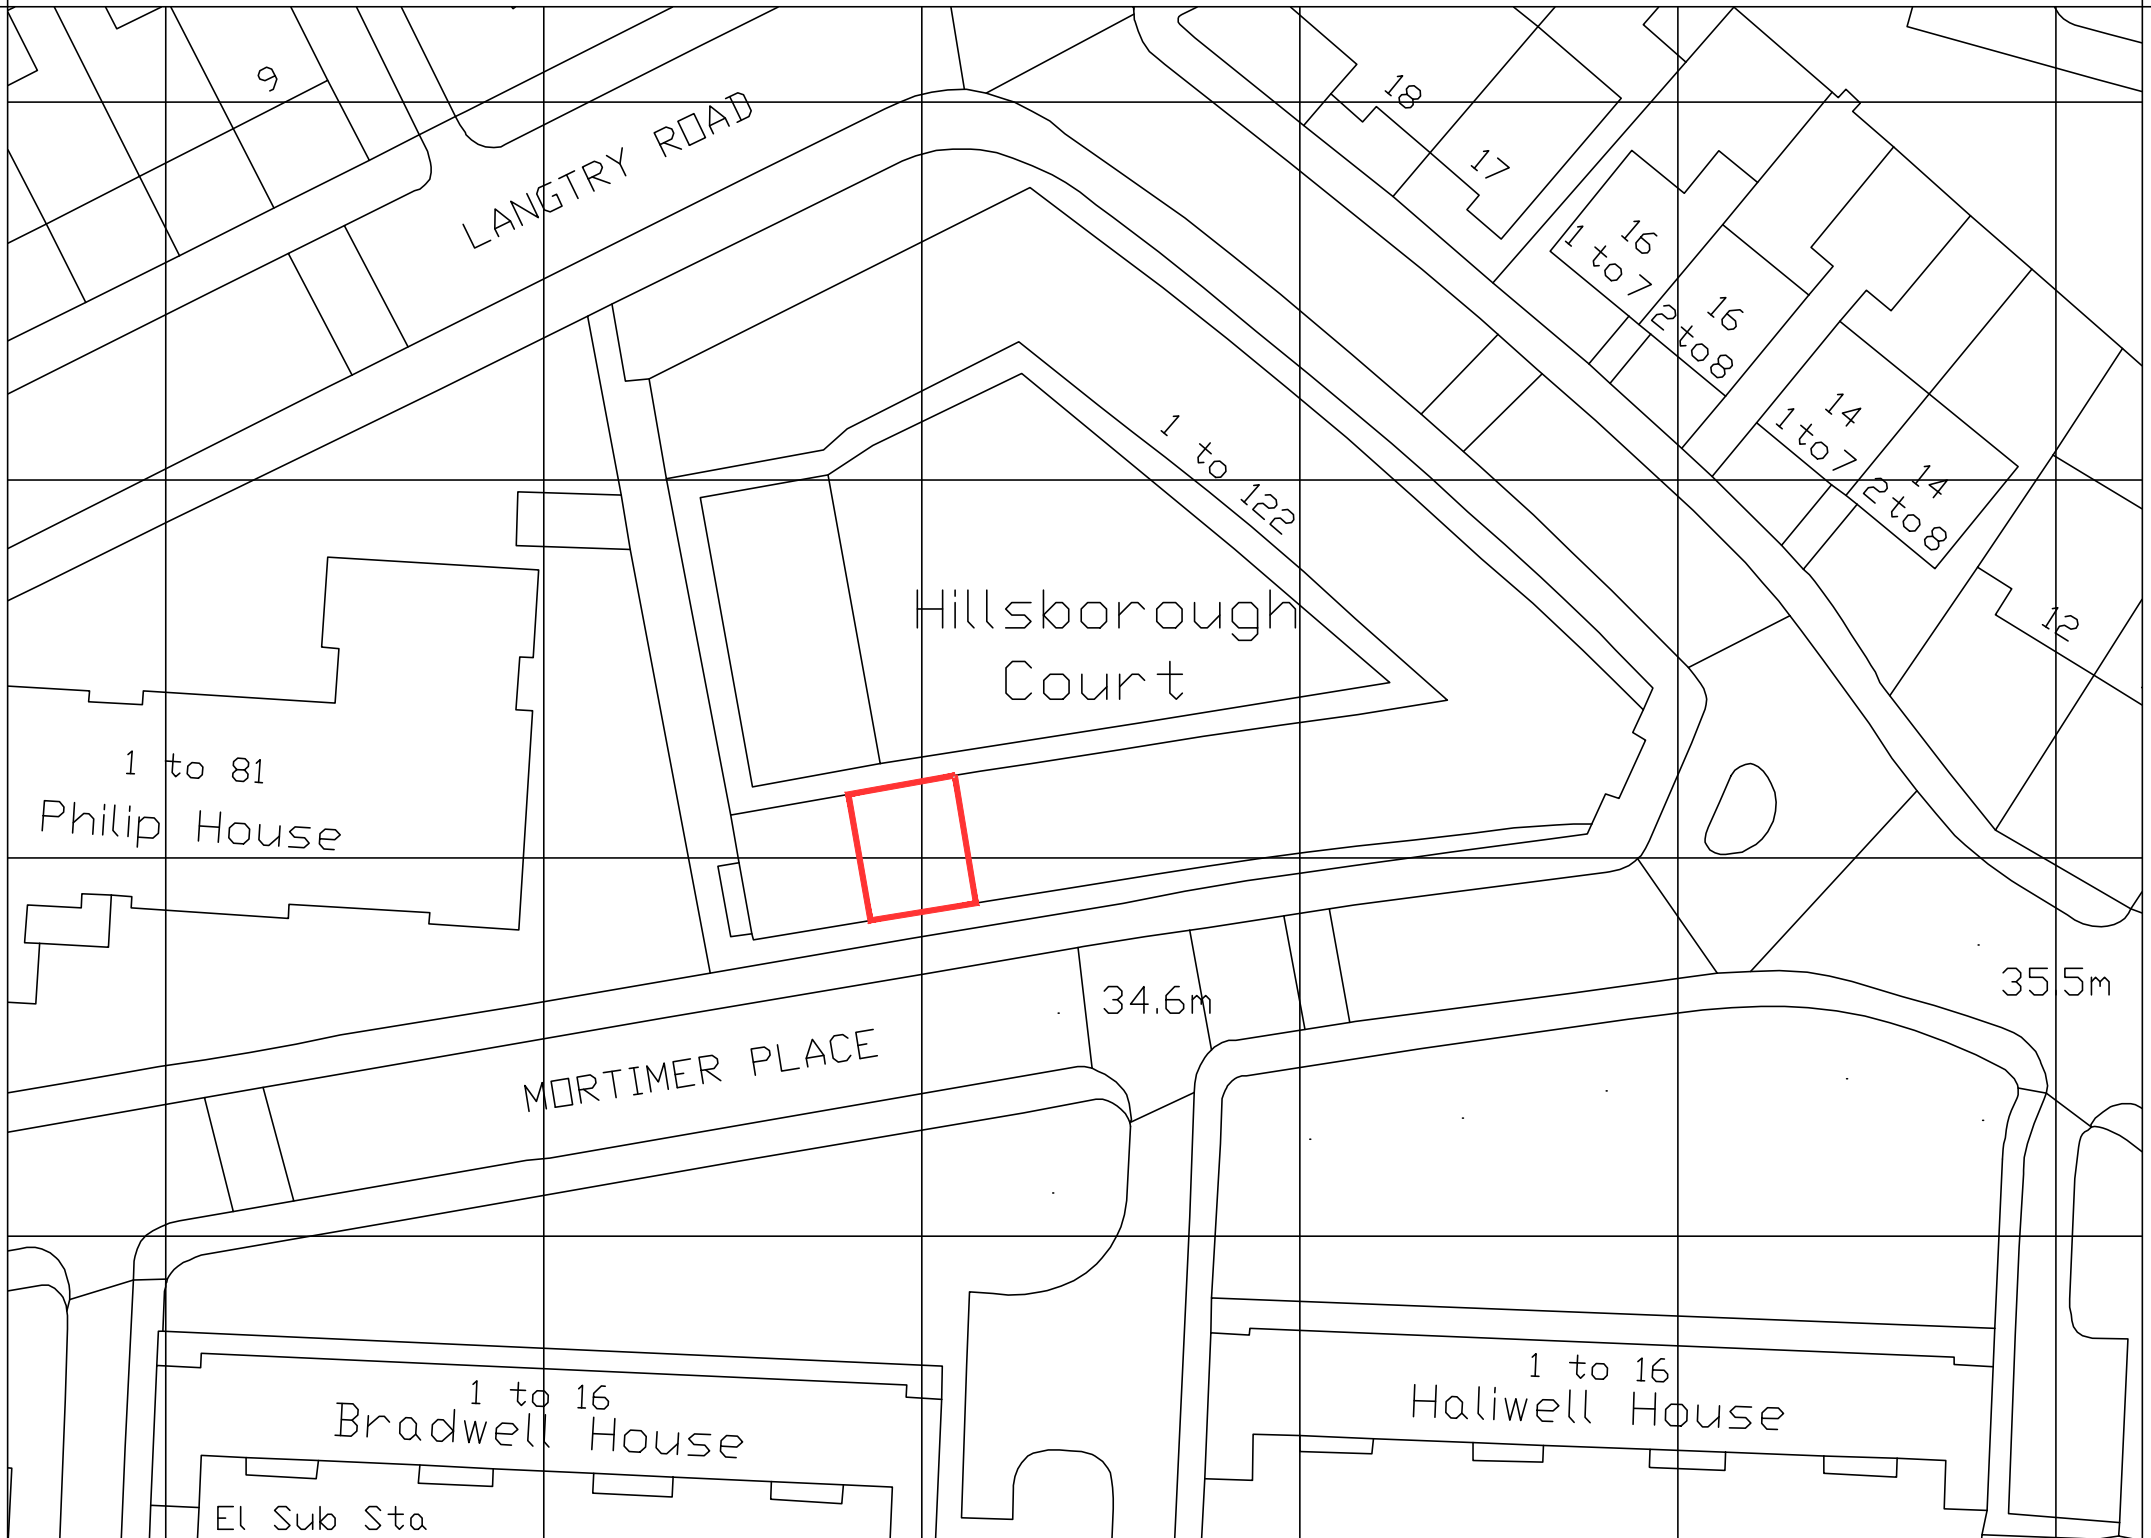 9
LANGTRY ROAD
18
17
16
1 to 7
16
2 to 8
14
1 to 7
14
2 to 8
12
1 to 122
Hillsborough
Court
1 to 81
Philip House
34.6m
35.5m
MORTIMER PLACE
1 to 16
Bradwell House
1 to 16
Haliwell House
El Sub Sta